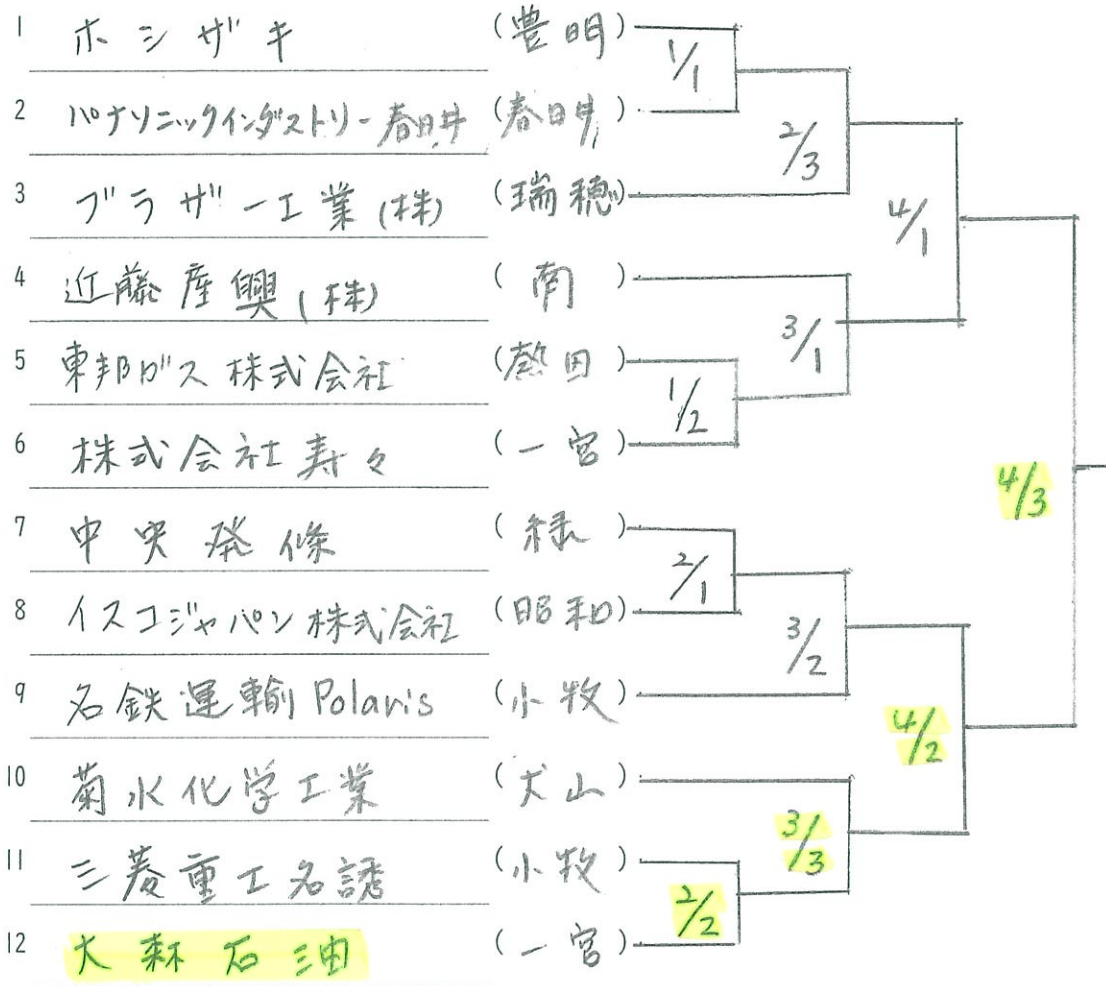 1 ホシザキ (豊明)
1/1
2 パナソニックインダストリー春日井 (春日井)
2/3
3 ブラザー工業(株) (瑞穂)
4/1
4 近藤産興(株) (南)
3/1
5 東邦ガス株式会社 (熱田)
1/2
6 株式会社寿々 (一宮)
4/3
7 中央発條 (緑)
2/1
8 イスコジャパン株式会社 (昭和)
3/2
9 名鉄運輸Polaris (小牧)
4/2
10 菊水化学工業 (犬山)
3/3
11 三菱重工名誘 (小牧)
2/2
12 大森石油 (一宮)